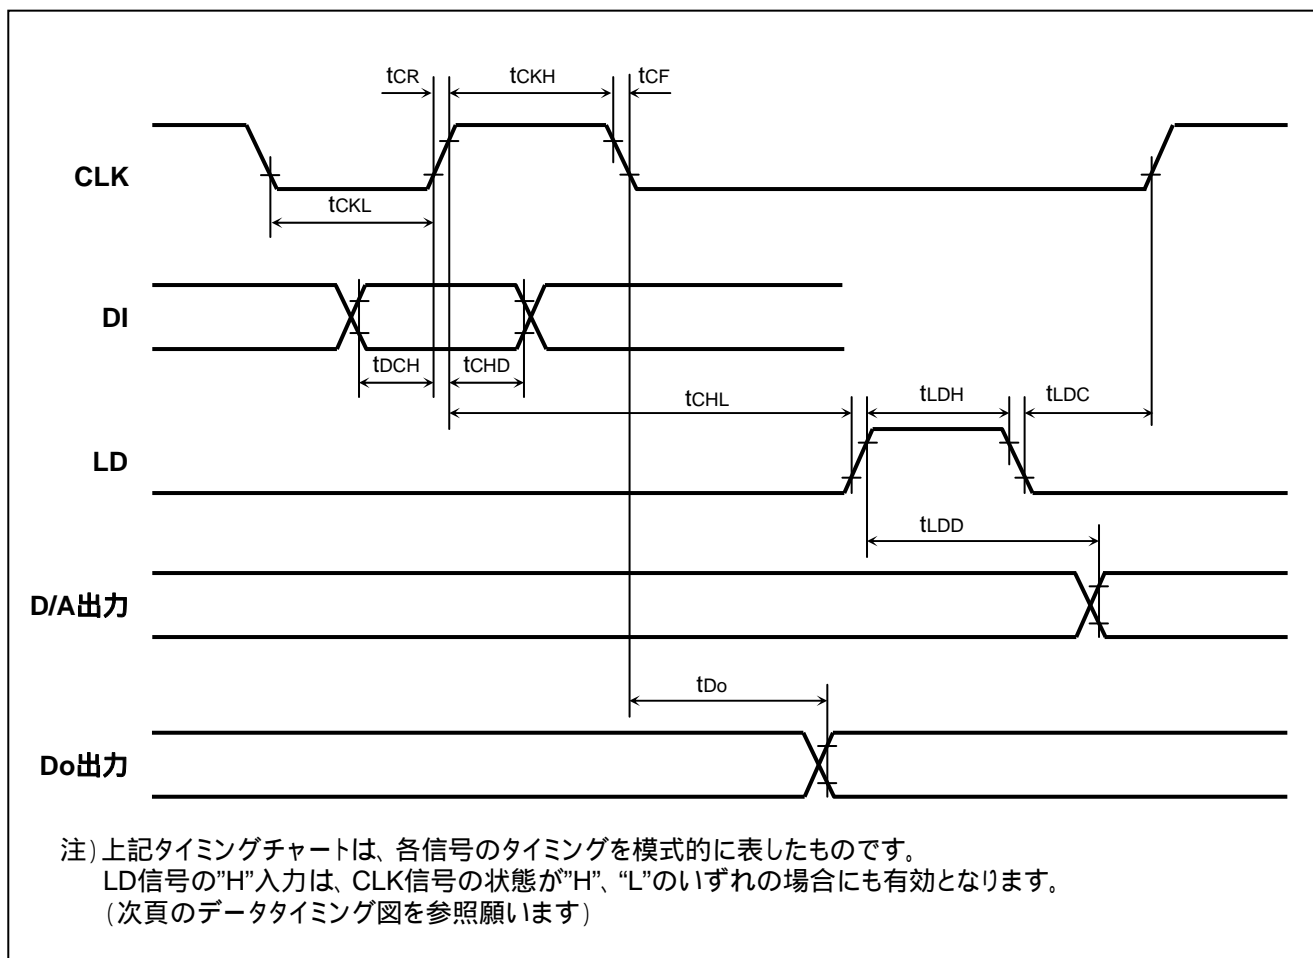 tCR tCKH tCF
CLK
tCKL
DI
tDCH tCHD
tCHL tLDH tLDC
LD
tLDD
D/A出力
tDo
Do出力
注) 上記タイミングチャートは、各信号のタイミングを模式的に表したものです。
LD信号の”H”入力は、CLK信号の状態が”H”、“L”のいずれの場合にも有効となります。
(次頁のデータタイミング図を参照願います)